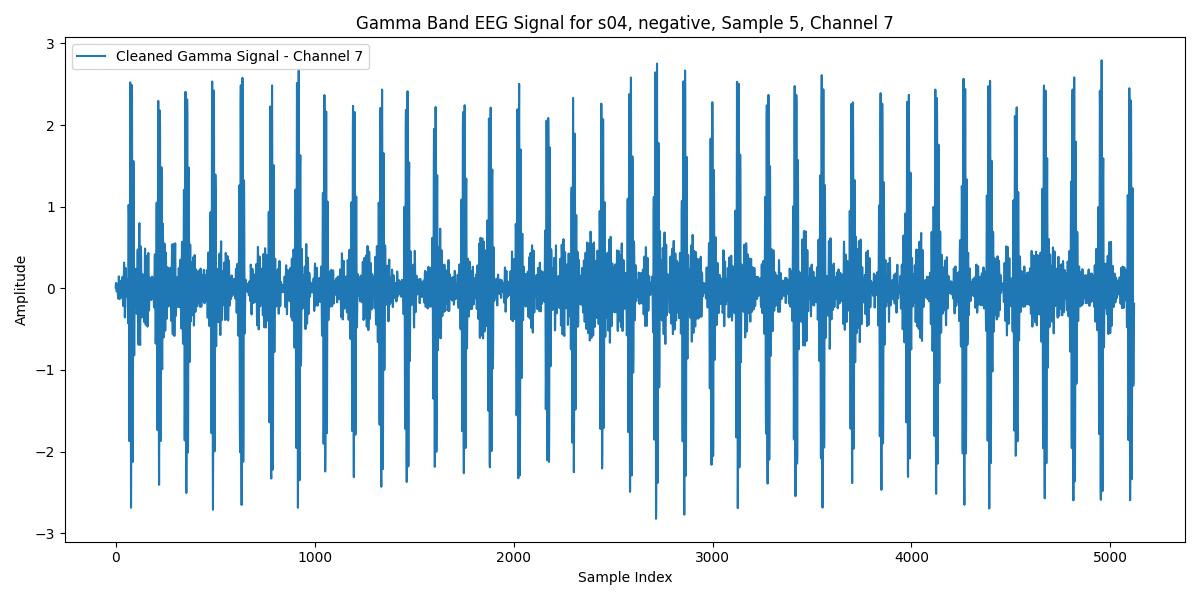 Gamma Band EEG Signal for s04, negative, Sample 5, Channel 7
Cleaned Gamma Signal - Channel 7
3
2
1
0
−1
−2
−3
Amplitude
0 1000 2000 3000 4000 5000
Sample Index